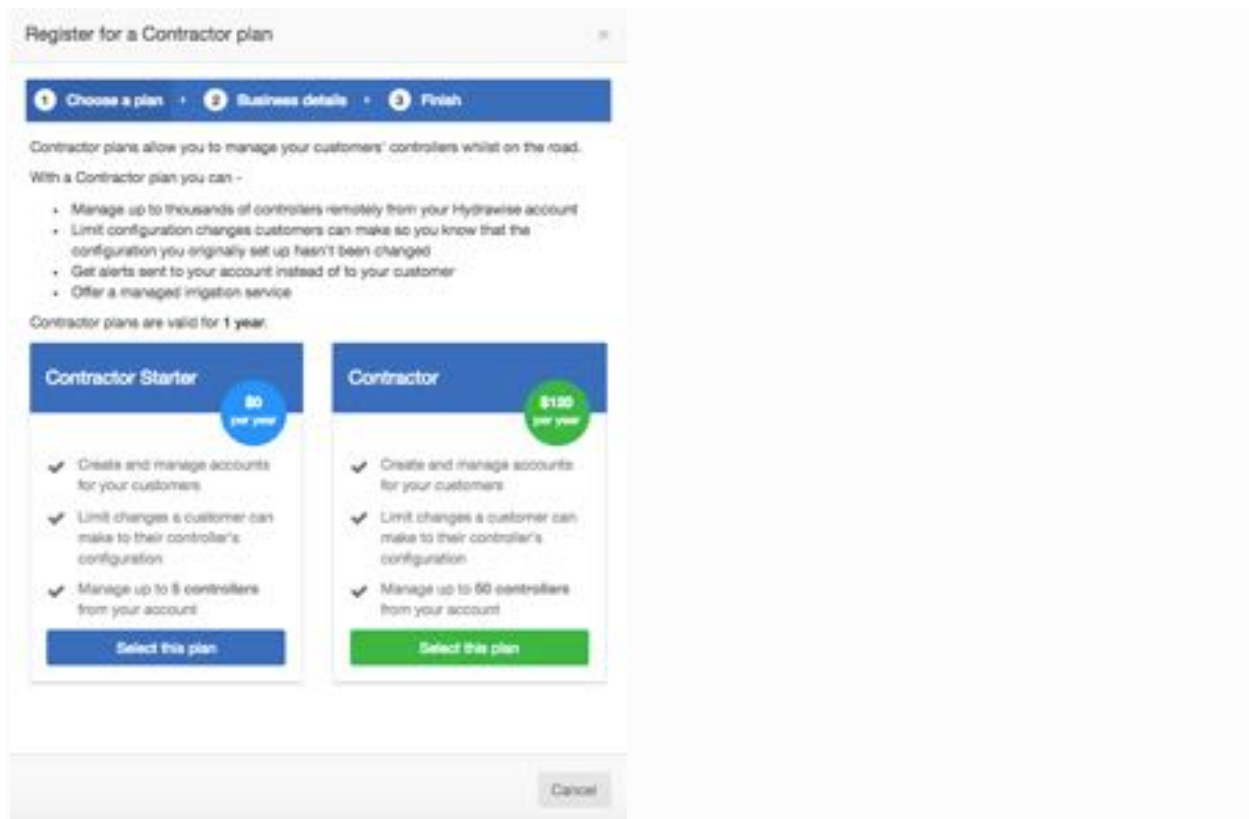 Register for a Contractor plan ×
1 Choose a plan 2 Business details 3 Finish
Contractor plans allow you to manage your customers' controllers whilst on the road.
With a Contractor plan you can -
• Manage up to thousands of controllers remotely from your Hydrawise account
• Limit configuration changes customers can make so you know that the
configuration you originally set up hasn't been changed
• Get alerts sent to your account instead of to your customer
• Offer a managed irrigation service
Contractor plans are valid for 1 year.
Contractor Starter
$0
per year
Create and manage accounts
for your customers
Limit changes a customer can
make to their controller's
configuration
Manage up to 5 controllers
from your account
Select this plan
Contractor
per year
Create and manage accounts
for your customers
Limit changes a customer can
make to their controller's
configuration
Manage up to 50 controllers
from your account
Select this plan
Cancel